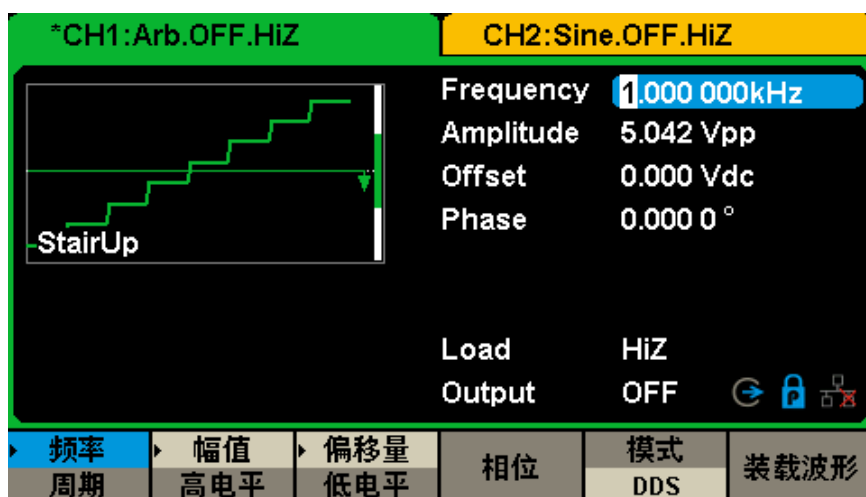 *CH1:Arb.OFF.HiZ
CH2:Sine.OFF.HiZ
StairUp
Frequency 1.000 000kHz
Amplitude 5.042 Vpp
Offset 0.000 Vdc
Phase 0.000 0 °
Load HiZ
Output OFF
P
频率 幅值 偏移量 相位 模式 装载波形
周期 高电平 低电平 DDS